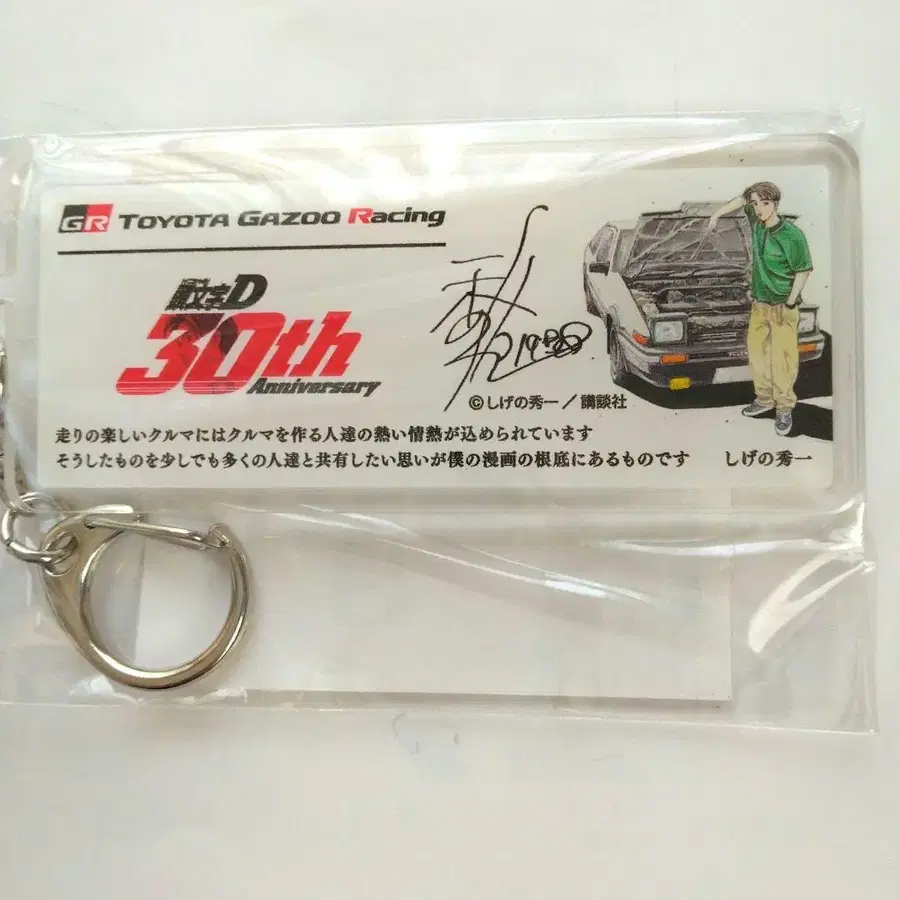 GR TOYOTA GAZOO Racing
頭文字D
30th
Anniversary
©しげの秀一／講談社
走りの楽しいクルマにはクルマを作る人達の熱い情熱が込められています
そうしたものを少しでも多くの人達と共有したい思いが僕の漫画の根底にあるものです しげの秀一